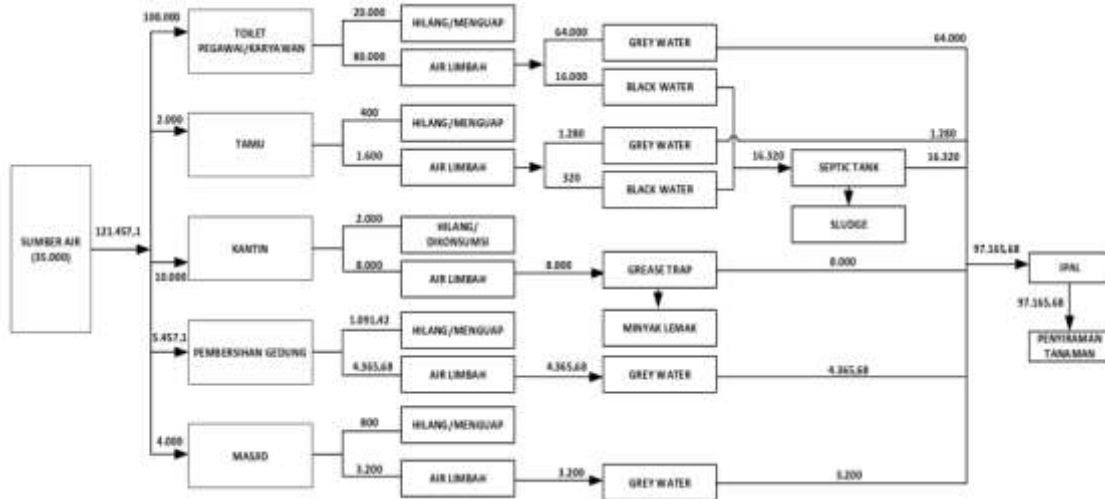 100.000
TOILET
PEGAWAI/KARYAWAN
20.000
HILANG/MENGUAP
80.000
AIR LIMBAH
64.000
GREY WATER
64.000
16.000
BLACK WATER
2.000
TAMU
400
HILANG/MENGUAP
1.600
AIR LIMBAH
1.280
GREY WATER
1.280
320
BLACK WATER
16.320
SEPTIC TANK
16.320
SLUDGE
SUMBER AIR
(35.000)
121.457,1
10.000
KANTIN
2.000
HILANG/
DIKONSUMSI
8.000
AIR LIMBAH
8.000
GREASE TRAP
8.000
MINYAK LEMAK
97.165,68
IPAL
97.165,68
PENYIRAMAN
TANAMAN
5.457,1
PEMBERSIHAN GEDUNG
1.091,42
HILANG/MENGUAP
4.365,68
AIR LIMBAH
4.365,68
GREY WATER
4.365,68
4.000
MASJID
800
HILANG/MENGUAP
3.200
AIR LIMBAH
3.200
GREY WATER
3.200